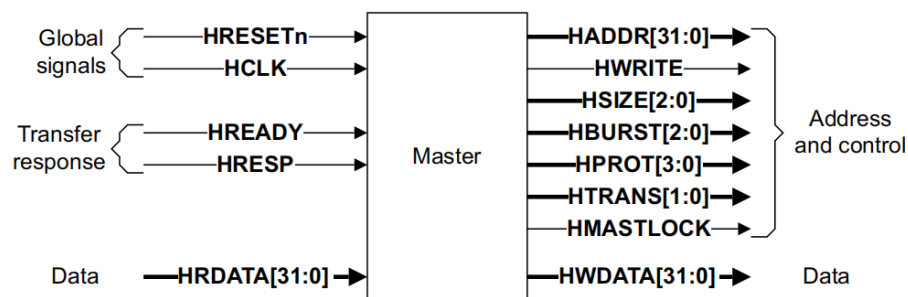 Global
signals
HRESETn
HCLK
Transfer
response
HREADY
HRESP
Data
HRDATA[31:0]
Master
HADDR[31:0]
HWRITE
HSIZE[2:0]
HBURST[2:0]
HPROT[3:0]
HTRANS[1:0]
HMASTLOCK
Address
and control
HWDATA[31:0]
Data